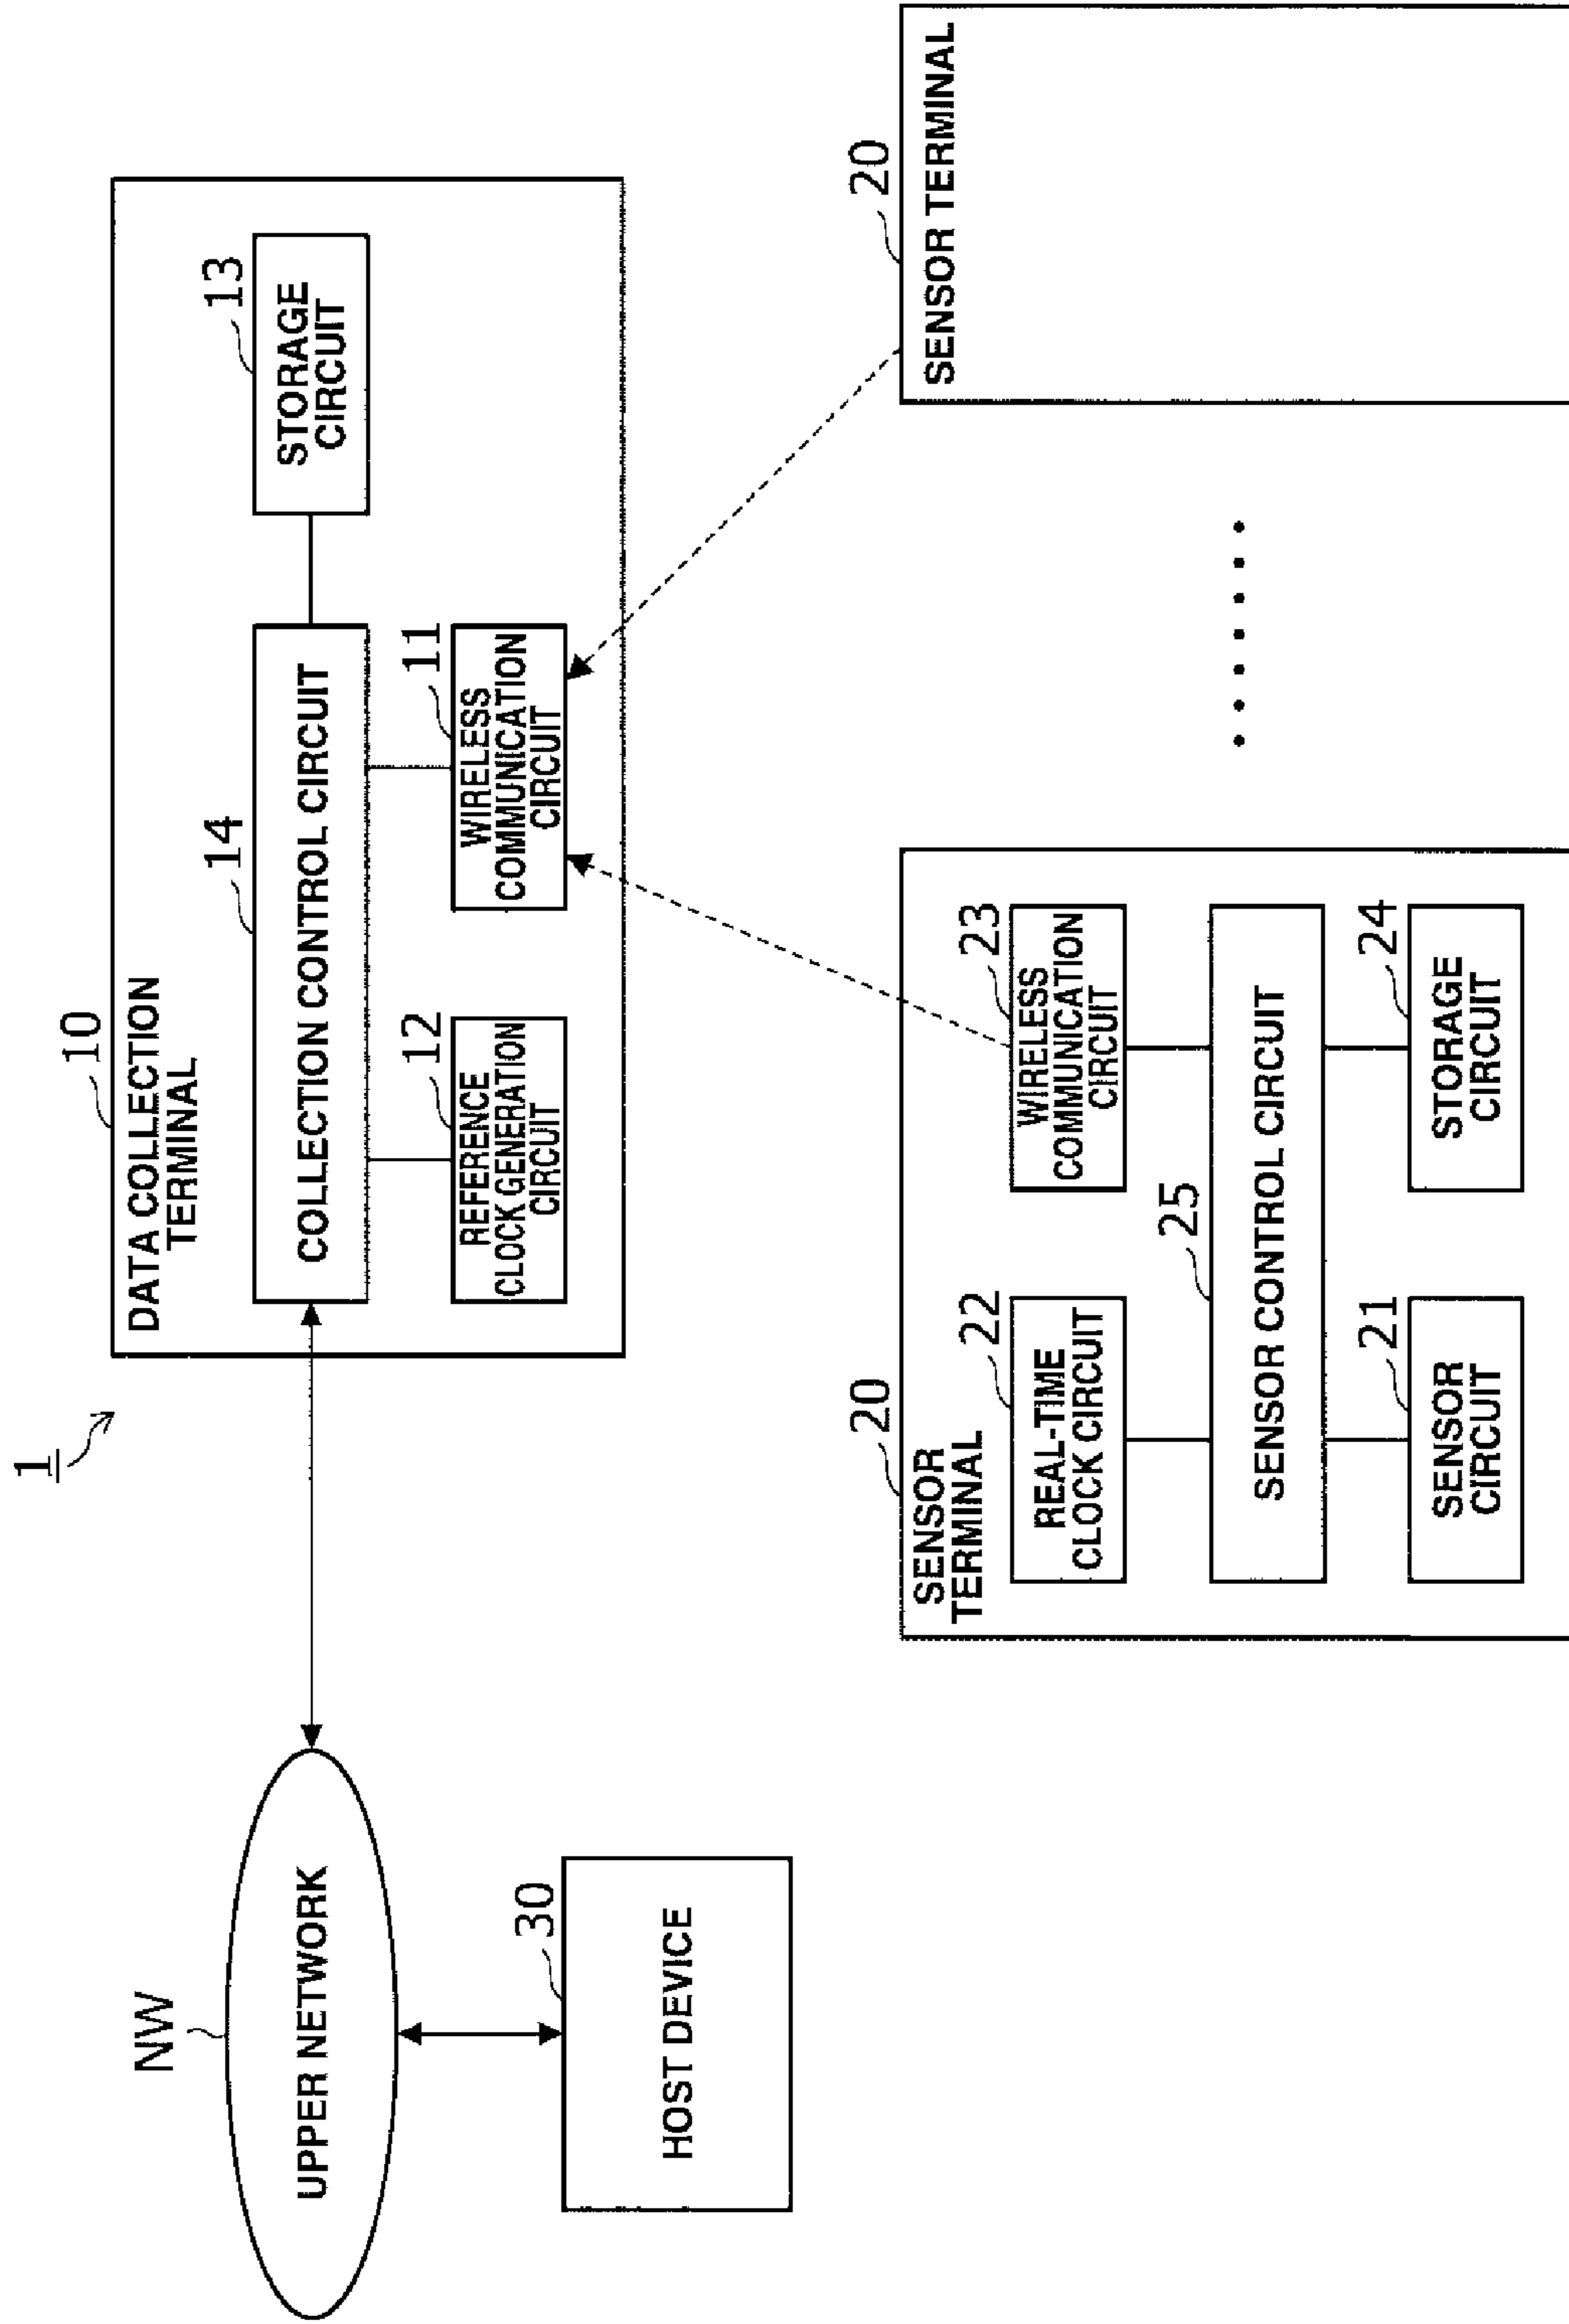 1
NW
UPPER NETWORK
30
HOST DEVICE
10
DATA COLLECTION
TERMINAL
14
COLLECTION CONTROL CIRCUIT
13
STORAGE
CIRCUIT
12
REFERENCE
CLOCK GENERATION
CIRCUIT
11
WIRELESS
COMMUNICATION
CIRCUIT
20
SENSOR
TERMINAL
22
REAL-TIME
CLOCK CIRCUIT
23
WIRELESS
COMMUNICATION
CIRCUIT
25
SENSOR CONTROL CIRCUIT
21
SENSOR
CIRCUIT
24
STORAGE
CIRCUIT
20
SENSOR TERMINAL